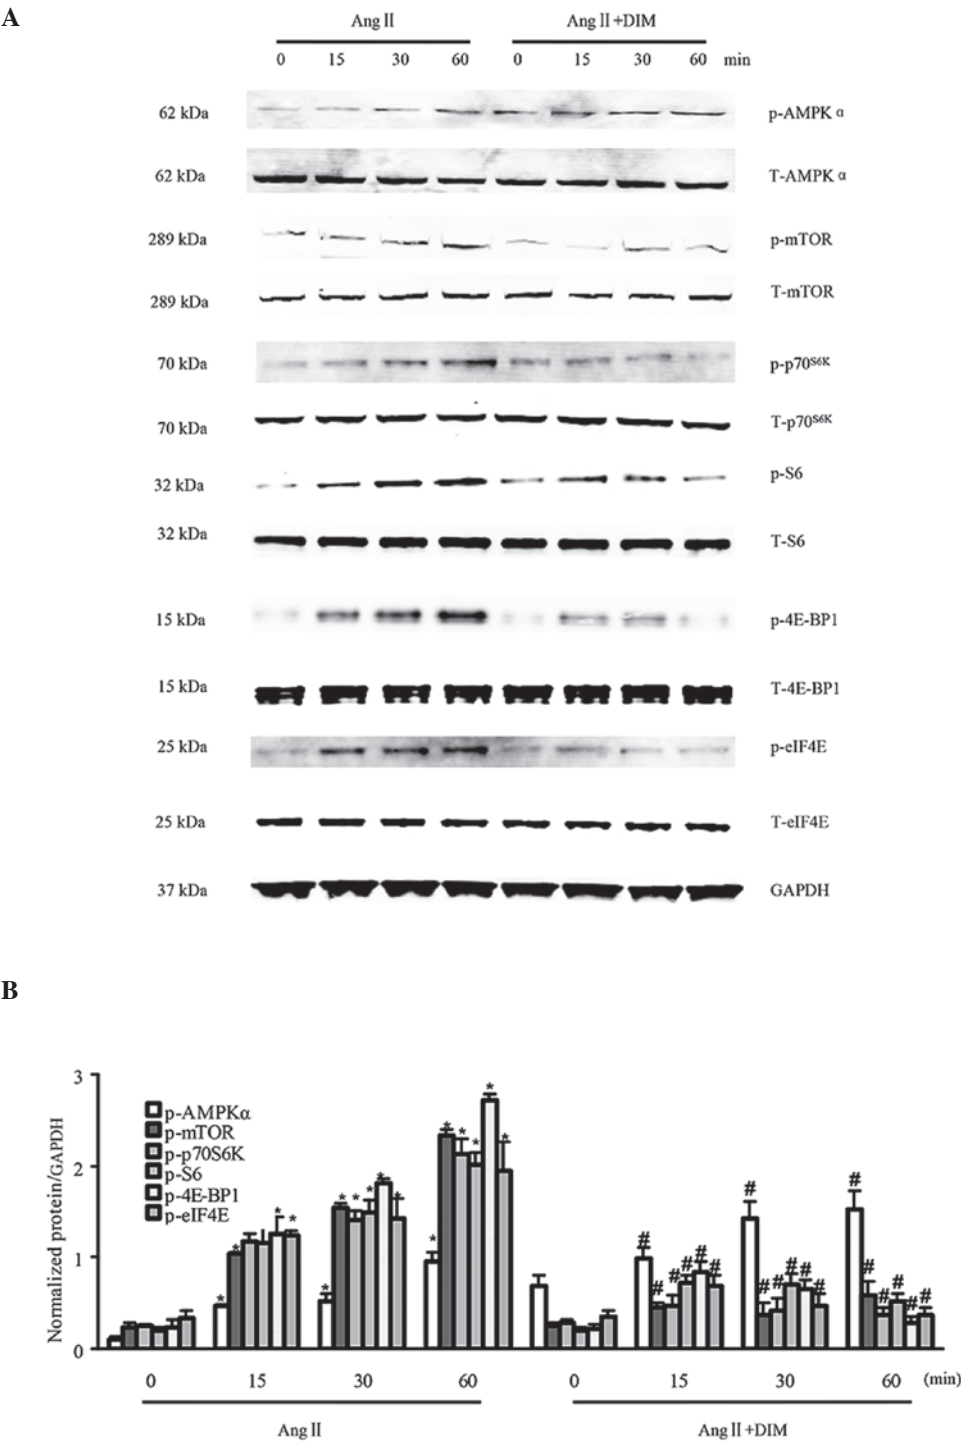 A
Ang II Ang II +DIM
0 15 30 60 0 15 30 60 min
62 kDa p-AMPK α
62 kDa T-AMPK α
289 kDa p-mTOR
289 kDa T-mTOR
70 kDa p-p70S6K
70 kDa T-p70S6K
32 kDa p-S6
32 kDa T-S6
15 kDa p-4E-BP1
15 kDa T-4E-BP1
25 kDa p-eIF4E
25 kDa T-eIF4E
37 kDa GAPDH
B
Normalized protein/GAPDH
3
2
1
0
p-AMPKα
p-mTOR
p-p70S6K
p-S6
p-4E-BP1
p-eIF4E
* * * *
* * * * * * *
* * * * * *
# # # # # #
# # # # # #
# # # # # #
0 15 30 60 0 15 30 60 (min)
Ang II Ang II +DIM